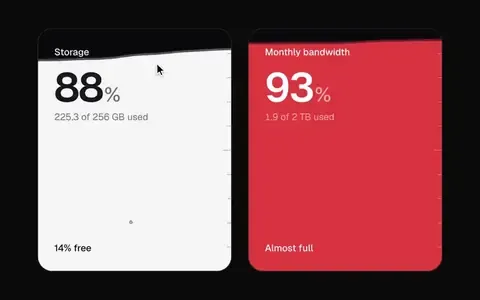 Storage
88%
225.3 of 256 GB used
14% free
Monthly bandwidth
93%
1.9 of 2 TB used
Almost full